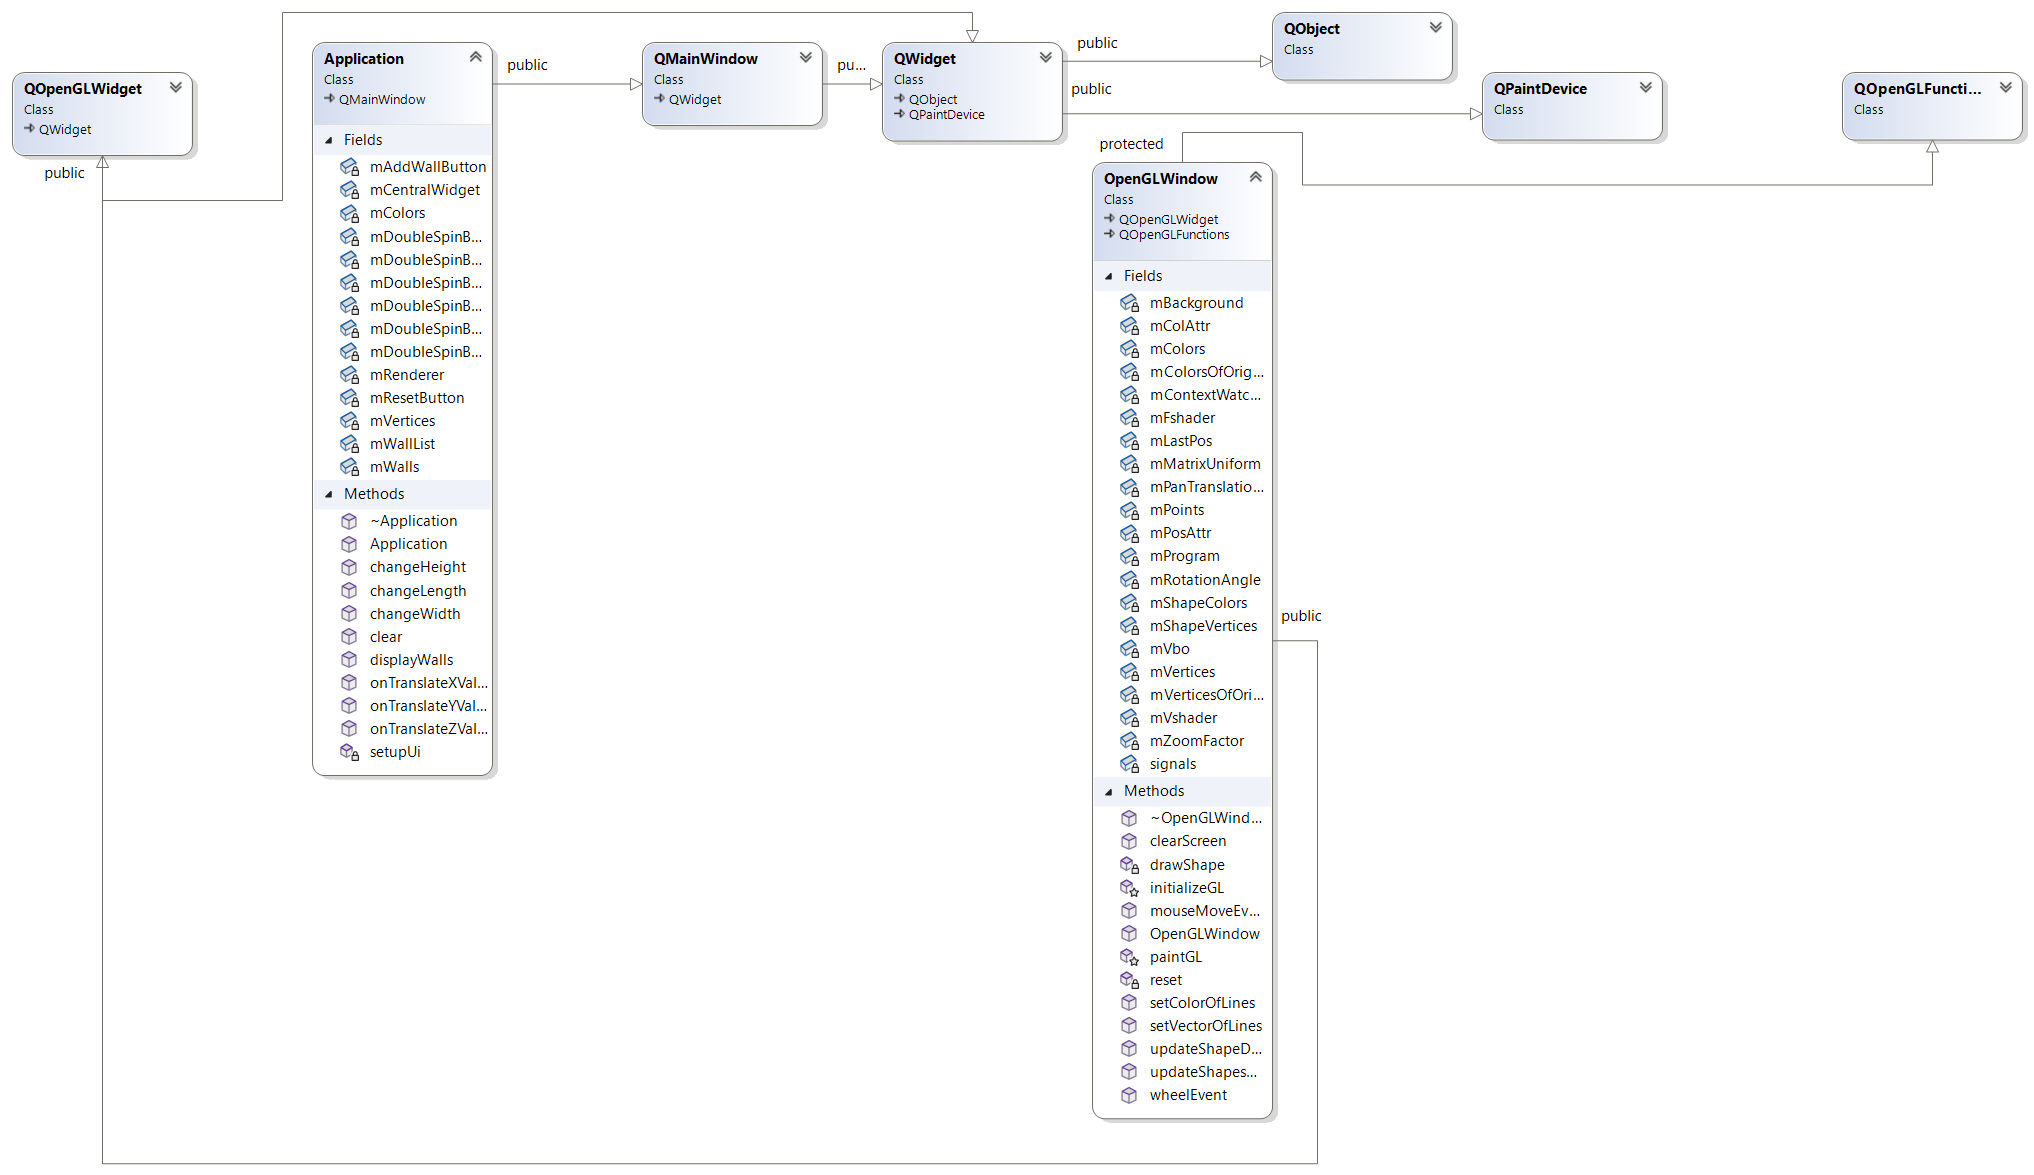 QOpenGLWidget
Class
QWidget
public
Application
Class
QMainWindow
Fields
mAddWallButton
mCentralWidget
mColors
mDoubleSpinB...
mDoubleSpinB...
mDoubleSpinB...
mDoubleSpinB...
mDoubleSpinB...
mDoubleSpinB...
mRenderer
mResetButton
mVertices
mWallList
mWalls
Methods
~Application
Application
changeHeight
changeLength
changeWidth
clear
displayWalls
onTranslateXVal...
onTranslateYVal...
onTranslateZVal...
setupUi
public
QMainWindow
Class
QWidget
pu...
QWidget
Class
QObject
QPaintDevice
public
public
QObject
Class
QPaintDevice
Class
QOpenGLFuncti...
Class
protected
OpenGLWindow
Class
QOpenGLWidget
QOpenGLFunctions
Fields
mBackground
mColAttr
mColors
mColorsOfOrig...
mContextWatc...
mFshader
mLastPos
mMatrixUniform
mPanTranslatio...
mPoints
mPosAttr
mProgram
mRotationAngle
mShapeColors
mShapeVertices
mVbo
mVertices
mVerticesOfOri...
mVshader
mZoomFactor
signals
Methods
~OpenGLWind...
clearScreen
drawShape
initializeGL
mouseMoveEv...
OpenGLWindow
paintGL
reset
setColorOfLines
setVectorOfLines
updateShapeD...
updateShapes...
wheelEvent
public